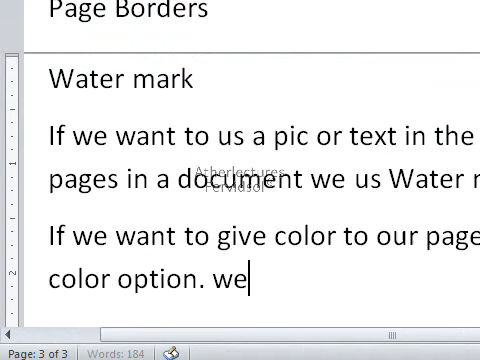 Page Borders
Water mark
If we want to us a pic or text in the
pages in a document we us Water
Atherlectures
If we want to give color to our page
color option. we
Page: 3 of 3
Words: 184